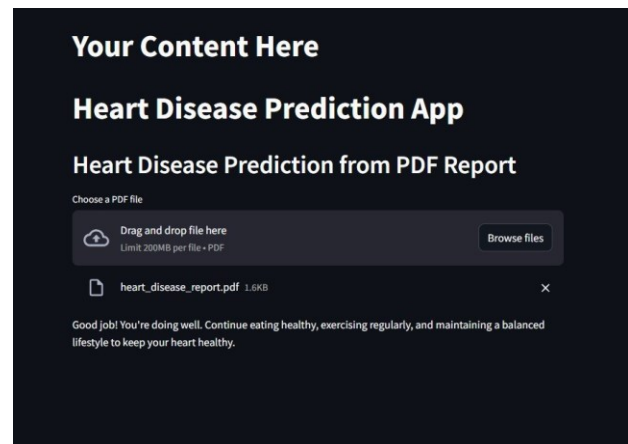 Your Content Here
Heart Disease Prediction App
Heart Disease Prediction from PDF Report
Choose a PDF file
Drag and drop file here
Limit 200MB per file • PDF
Browse files
heart_disease_report.pdf 1.6KB
Good job! You're doing well. Continue eating healthy, exercising regularly, and maintaining a balanced
lifestyle to keep your heart healthy.